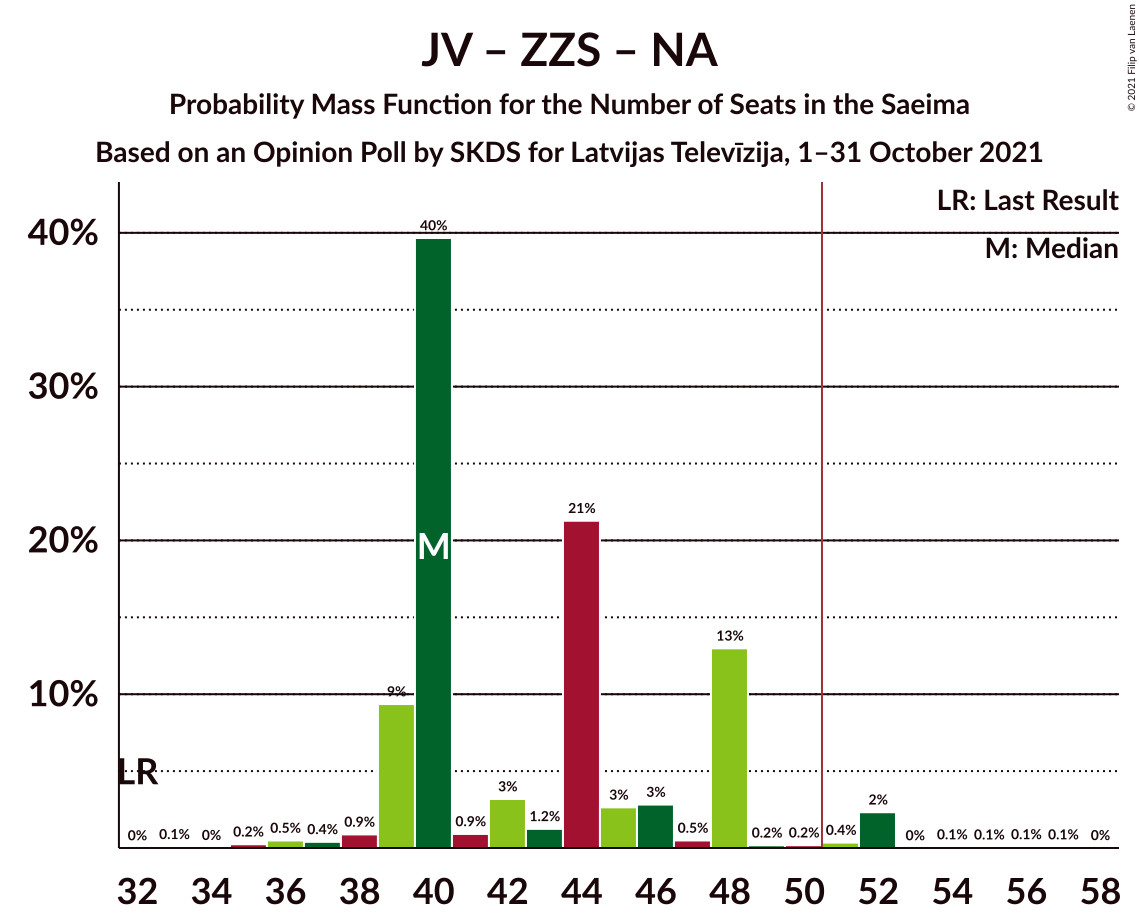 © 2021 Filip van Laenen
JV – ZZS – NA
Probability Mass Function for the Number of Seats in the Saeima
Based on an Opinion Poll by SKDS for Latvijas Televīzija, 1–31 October 2021
LR: Last Result
M: Median
40%
30%
20%
10%
LR
M
0% 0.1% 0% 0.2% 0.5% 0.4% 0.9% 9% 40% 0.9% 3% 1.2% 21% 3% 3% 0.5% 13% 0.2% 0.2% 0.4% 2% 0% 0.1% 0.1% 0.1% 0.1% 0%
32 34 36 38 40 42 44 46 48 50 52 54 56 58